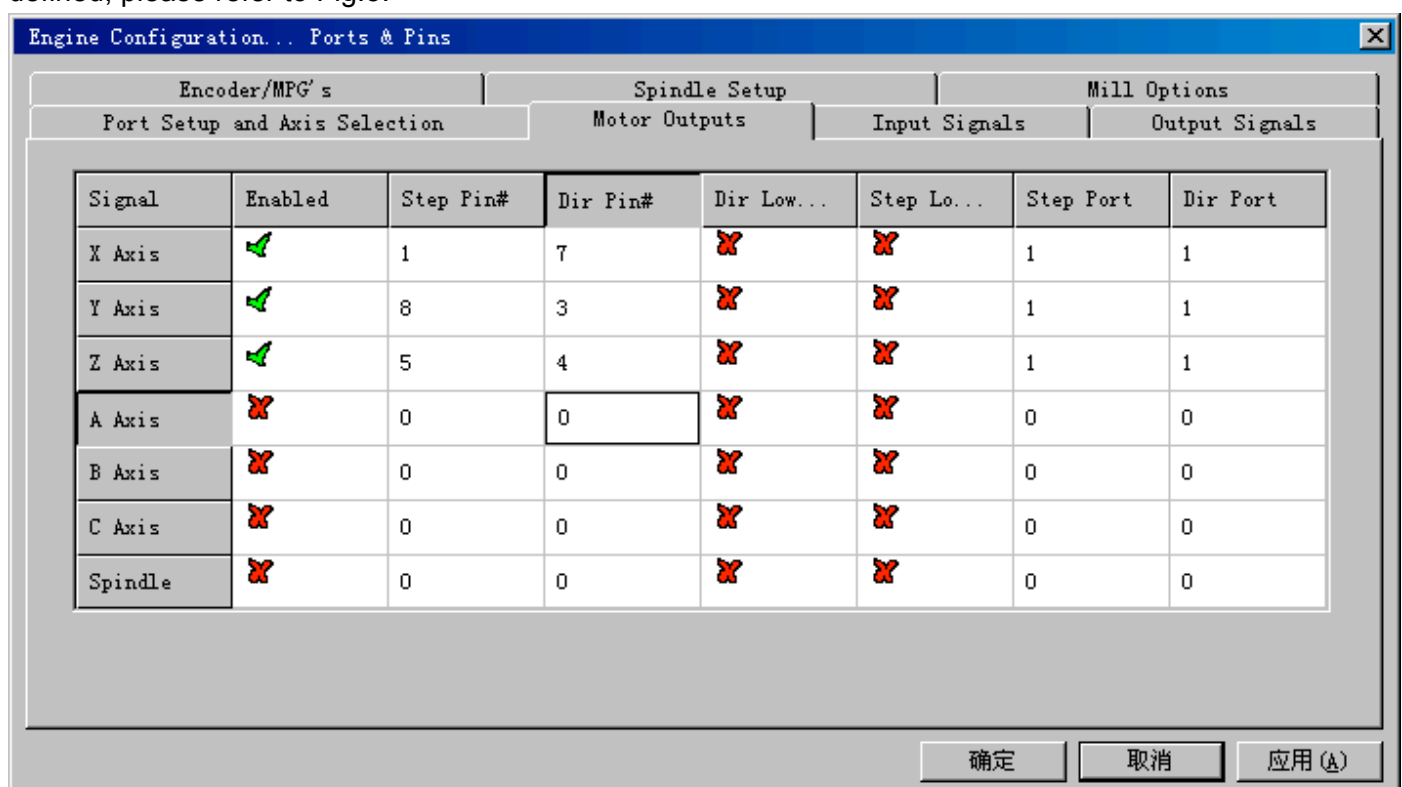 defined, please refer to Fig.6.
Engine Configuration... Ports & Pins
Encoder/MPG's Spindle Setup Mill Options
Port Setup and Axis Selection Motor Outputs Input Signals Output Signals
Signal Enabled Step Pin# Dir Pin# Dir Low... Step Lo... Step Port Dir Port
X Axis 1 7 1 1
Y Axis 8 3 1 1
Z Axis 5 4 1 1
A Axis 0 0 0 0
B Axis 0 0 0 0
C Axis 0 0 0 0
Spindle 0 0 0 0
确定 取消 应用(A)